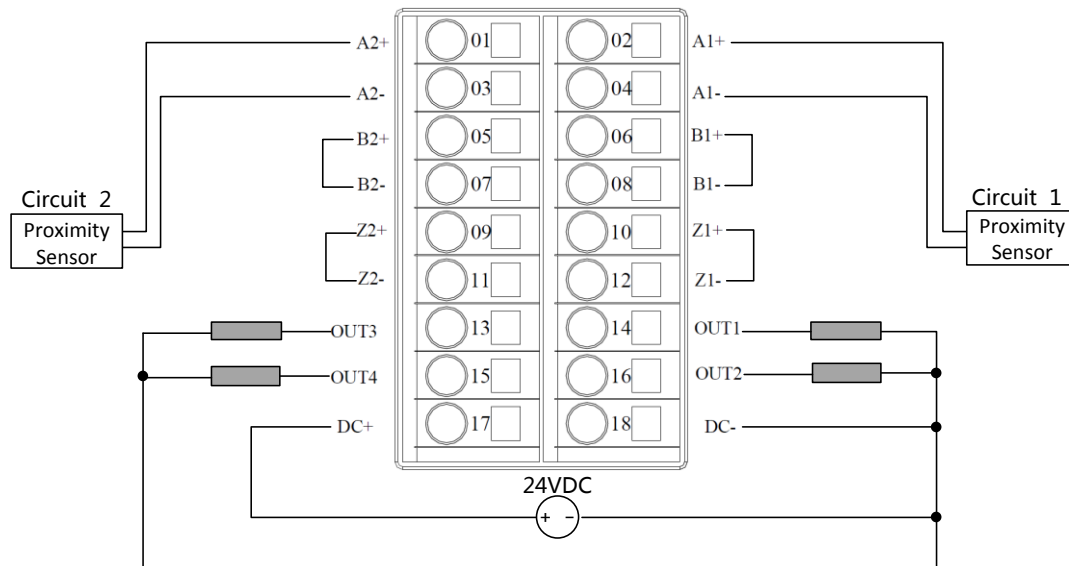 A2+ 01 02 A1+
A2- 03 04 A1-
B2+ 05 06 B1+
B2- 07 08 B1-
Circuit 2
Proximity
Sensor
Circuit 1
Proximity
Sensor
Z2+ 09 10 Z1+
Z2- 11 12 Z1-
OUT3 13 14 OUT1
OUT4 15 16 OUT2
DC+ 17 18 DC-
24VDC
+ -